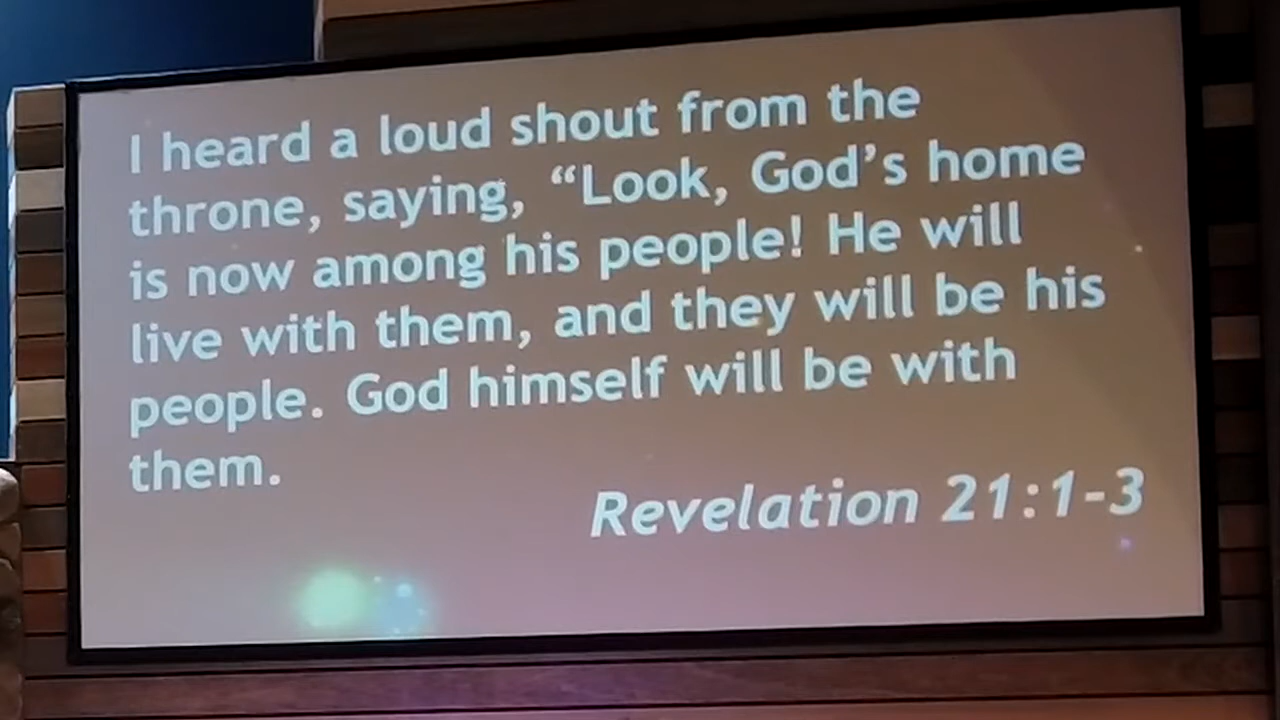 I heard a loud shout from the
throne, saying, “Look, God’s home
is now among his people! He will
live with them, and they will be his
people. God himself will be with
them.
Revelation 21:1-3